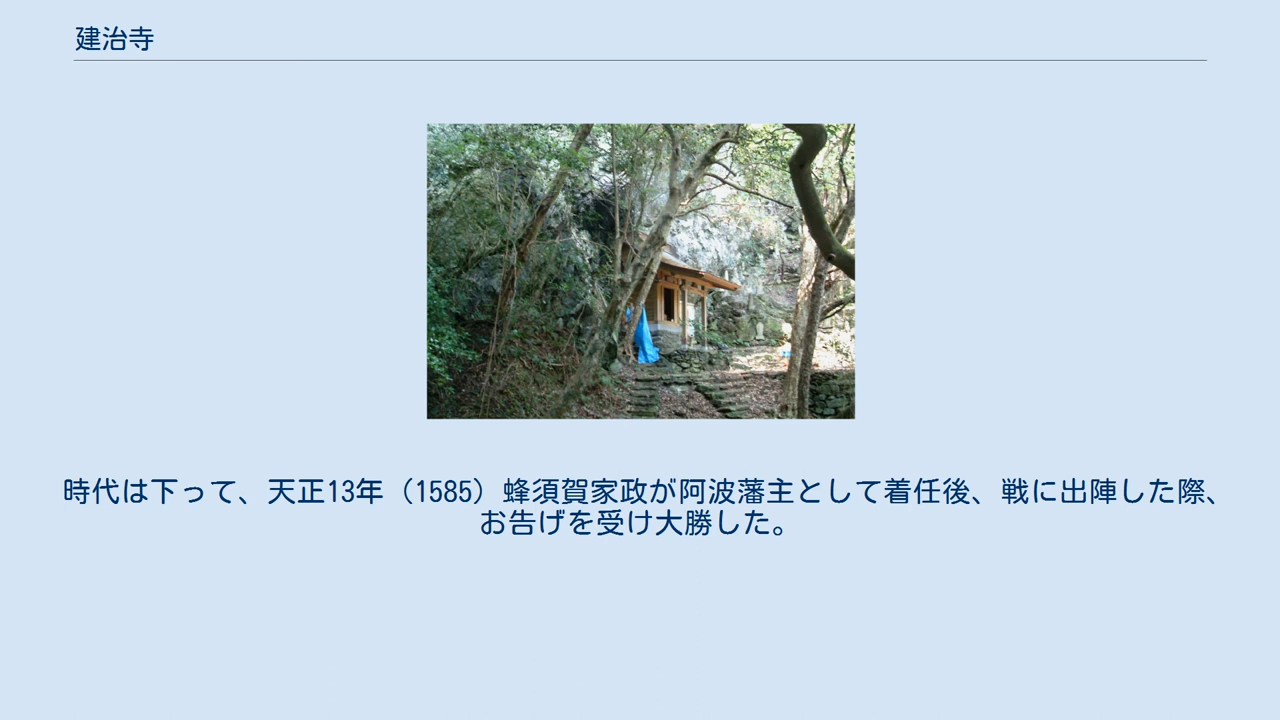 建治寺
時代は下って、天正13年（1585）蜂須賀家政が阿波藩主として着任後、戦に出陣した際、
お告げを受け大勝した。